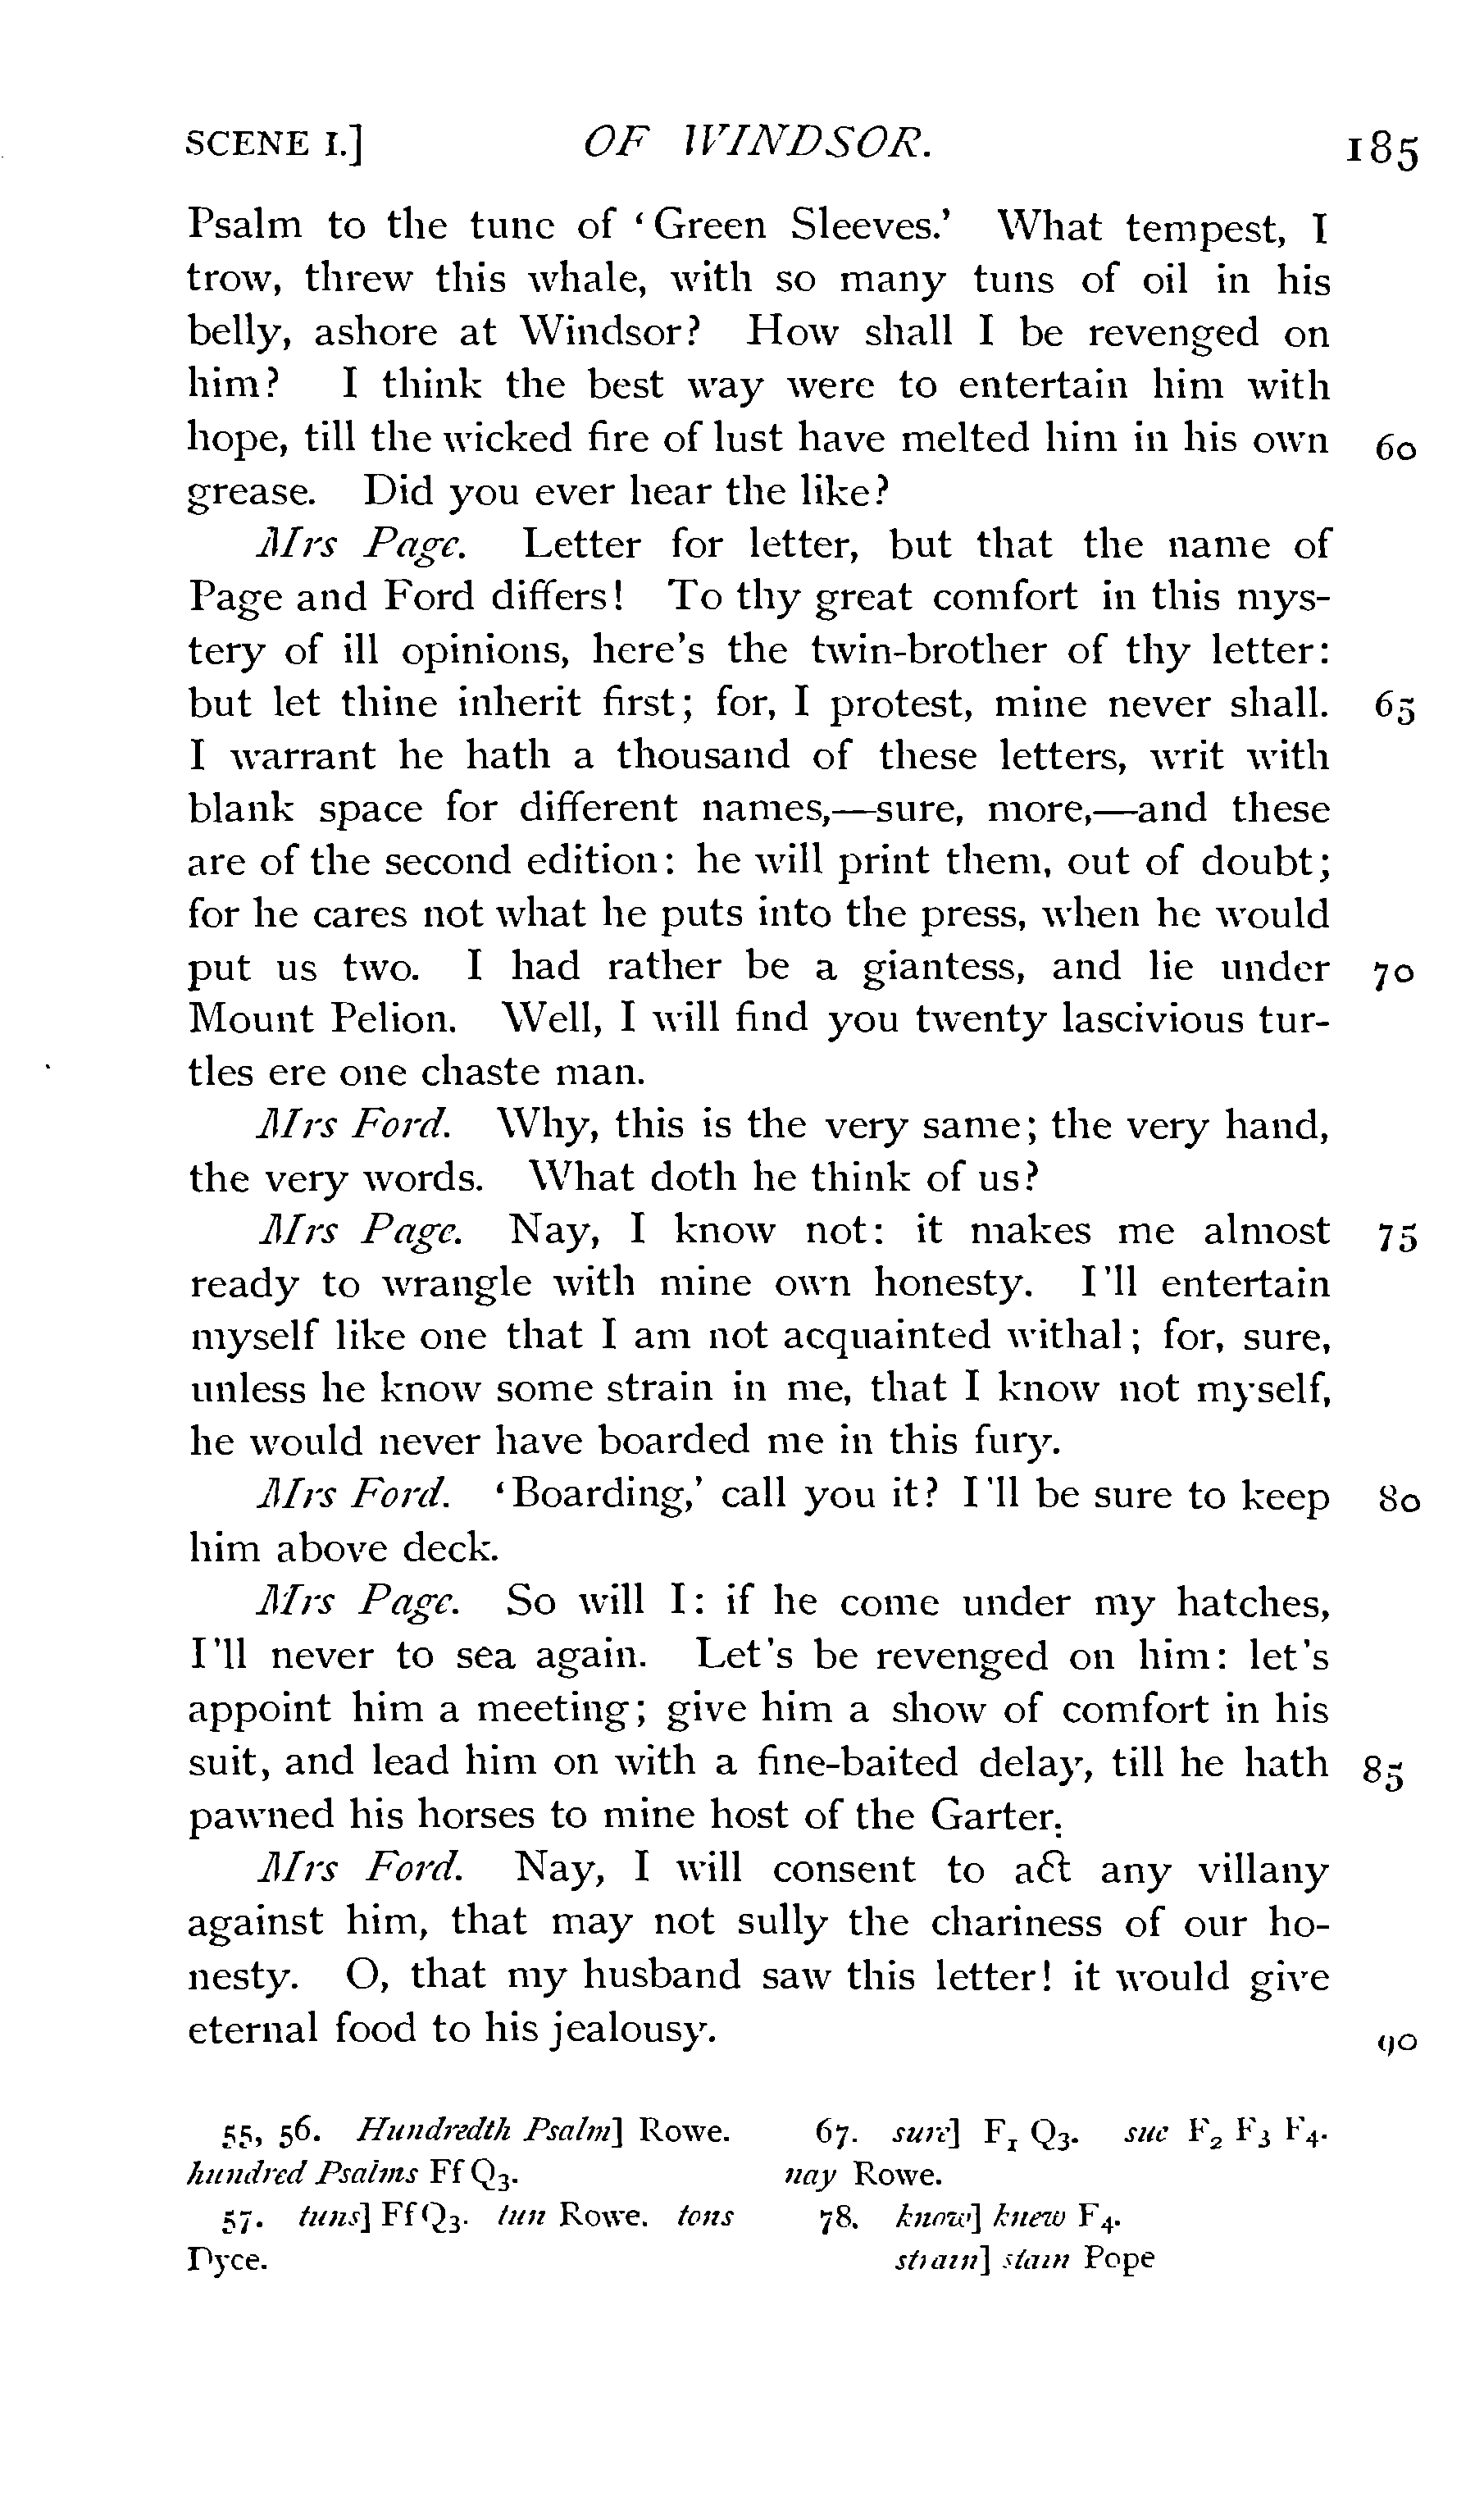 SCENE I.] OF WINDSOR. 185
Psalm to the tune of ‘Green Sleeves.’ What tempest, I
trow, threw this whale, with so many tuns of oil in his
belly, ashore at Windsor? How shall I be revenged on
him? I think the best way were to entertain him with
hope, till the wicked fire of lust have melted him in his own 60
grease. Did you ever hear the like?
Mrs Page. Letter for letter, but that the name of
Page and Ford differs! To thy great comfort in this mys-
tery of ill opinions, here's the twin-brother of thy letter:
but let thine inherit first; for, I protest, mine never shall. 65
I warrant he hath a thousand of these letters, writ with
blank space for different names,—sure, more,—and these
are of the second edition: he will print them, out of doubt;
for he cares not what he puts into the press, when he would
put us two. I had rather be a giantess, and lie under 70
Mount Pelion. Well, I will find you twenty lascivious tur-
tles ere one chaste man.
Mrs Ford. Why, this is the very same; the very hand,
the very words. What doth he think of us?
Mrs Page. Nay, I know not: it makes me almost 75
ready to wrangle with mine own honesty. I'll entertain
myself like one that I am not acquainted withal; for, sure,
unless he know some strain in me, that I know not myself,
he would never have boarded me in this fury.
Mrs Ford. ‘Boarding,’ call you it? I'll be sure to keep 80
him above deck.
Mrs Page. So will I: if he come under my hatches,
I'll never to sea again. Let's be revenged on him: let's
appoint him a meeting; give him a show of comfort in his
suit, and lead him on with a fine-baited delay, till he hath 85
pawned his horses to mine host of the Garter.
Mrs Ford. Nay, I will consent to act any villany
against him, that may not sully the chariness of our ho-
nesty. O, that my husband saw this letter! it would give
eternal food to his jealousy. 90
55, 56. Hundredth Psalm] Rowe.
hundred Psalms Ff Q3.
57. tuns] Ff Q3. tun Rowe. tons
Dyce.
67. sure] F1 Q3. sue F2 F3 F4.
nay Rowe.
78. know] knew F4.
strain] stain Pope